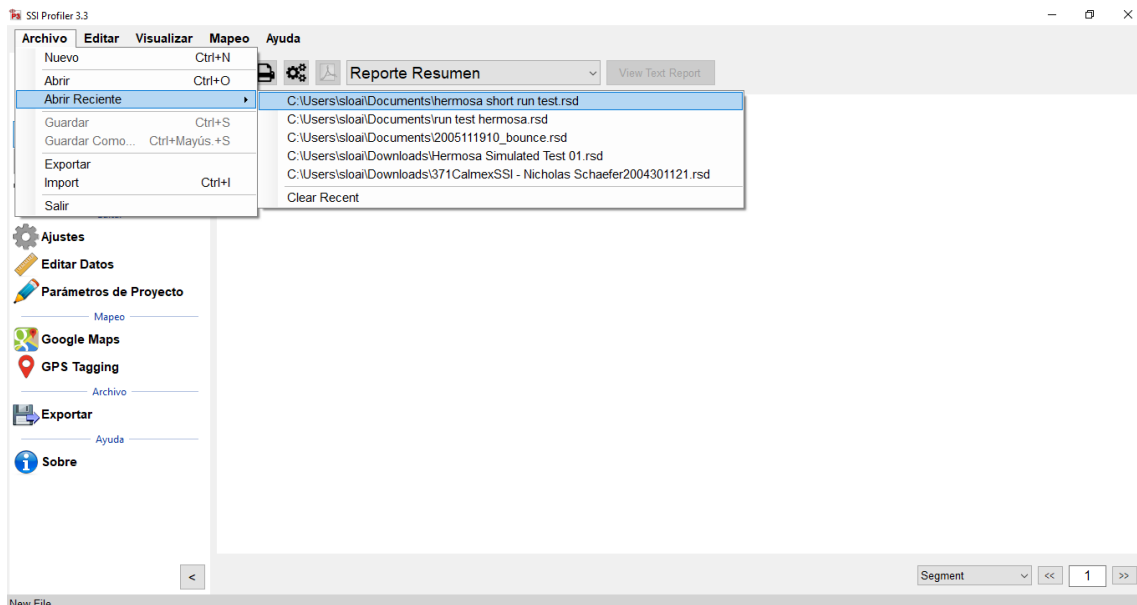 SSI Profiler 3.3
Archivo Editar Visualizar Mapeo Ayuda
Nuevo Ctrl+N
Abrir Ctrl+O
Abrir Reciente
Guardar Ctrl+S
Guardar Como... Ctrl+Mayús.+S
Exportar
Import Ctrl+I
Salir
Reporte Resumen
View Text Report
C:\Users\sloai\Documents\hermosa short run test.rsd
C:\Users\sloai\Documents\run test hermosa.rsd
C:\Users\sloai\Documents\2005111910_bounce.rsd
C:\Users\sloai\Downloads\Hermosa Simulated Test 01.rsd
C:\Users\sloai\Downloads\371CalmexSSI - Nicholas Schaefer2004301121.rsd
Clear Recent
Ajustes
Editar Datos
Parámetros de Proyecto
Mapeo
Google Maps
GPS Tagging
Archivo
Exportar
Ayuda
Sobre
<
Segment << 1 >>
New File